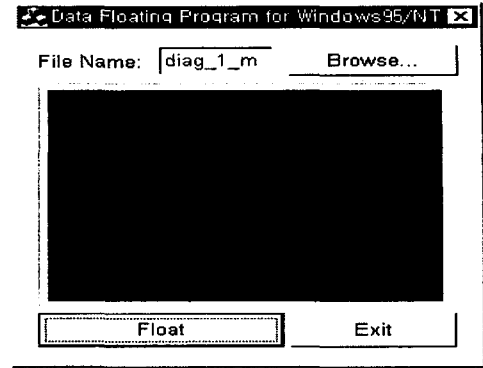 Data Floating Program for Windows95/NT
File Name: diag_1_m Browse...
Float Exit